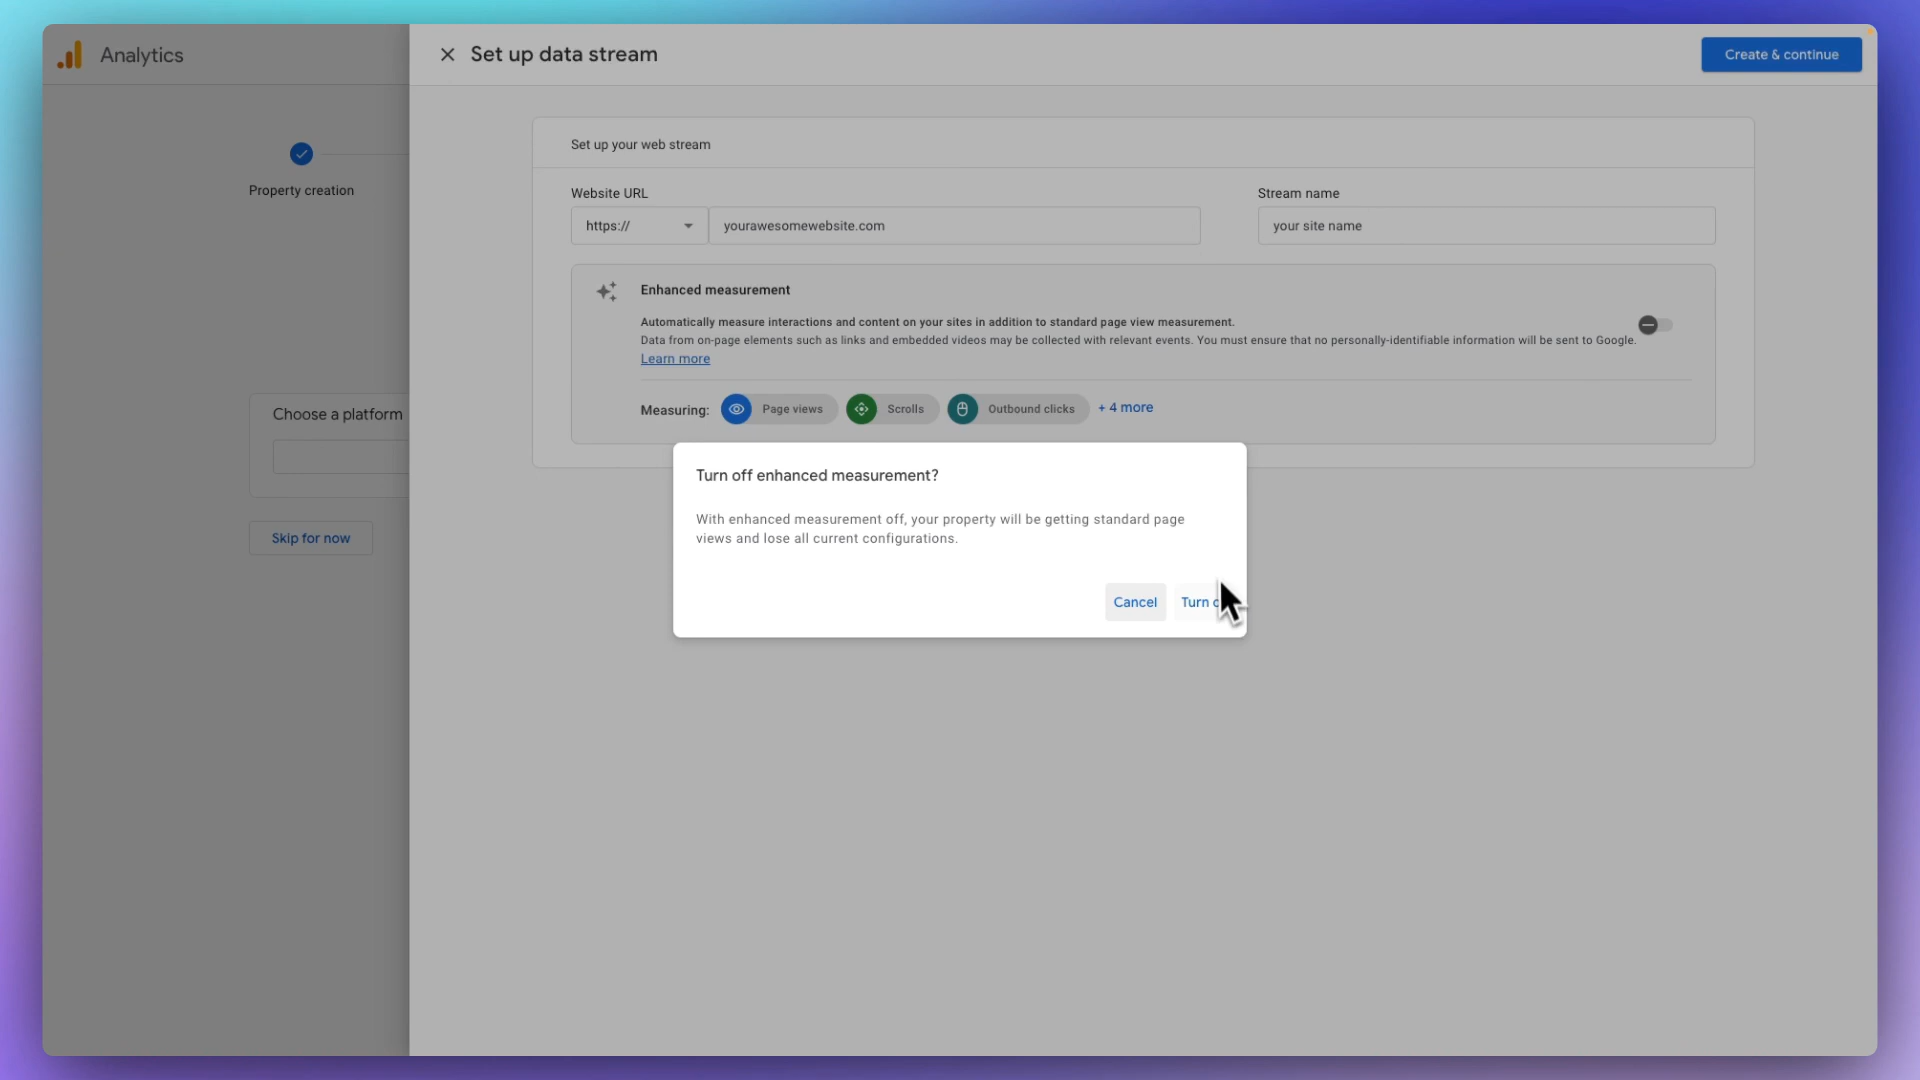 Analytics
Set up data stream
Create & continue
Property creation
Set up your web stream
Website URL
Stream name
https://
yourawesomewebsite.com
your site name
Enhanced measurement
Automatically measure interactions and content on your sites in addition to standard page view measurement.
Data from on-page elements such as links and embedded videos may be collected with relevant events. You must ensure that no personally-identifiable information will be sent to Google.
Learn more
Measuring:
Page views
Scrolls
Outbound clicks
+ 4 more
Choose a platform
Skip for now
Turn off enhanced measurement?
With enhanced measurement off, your property will be getting standard page
views and lose all current configurations.
Cancel
Turn